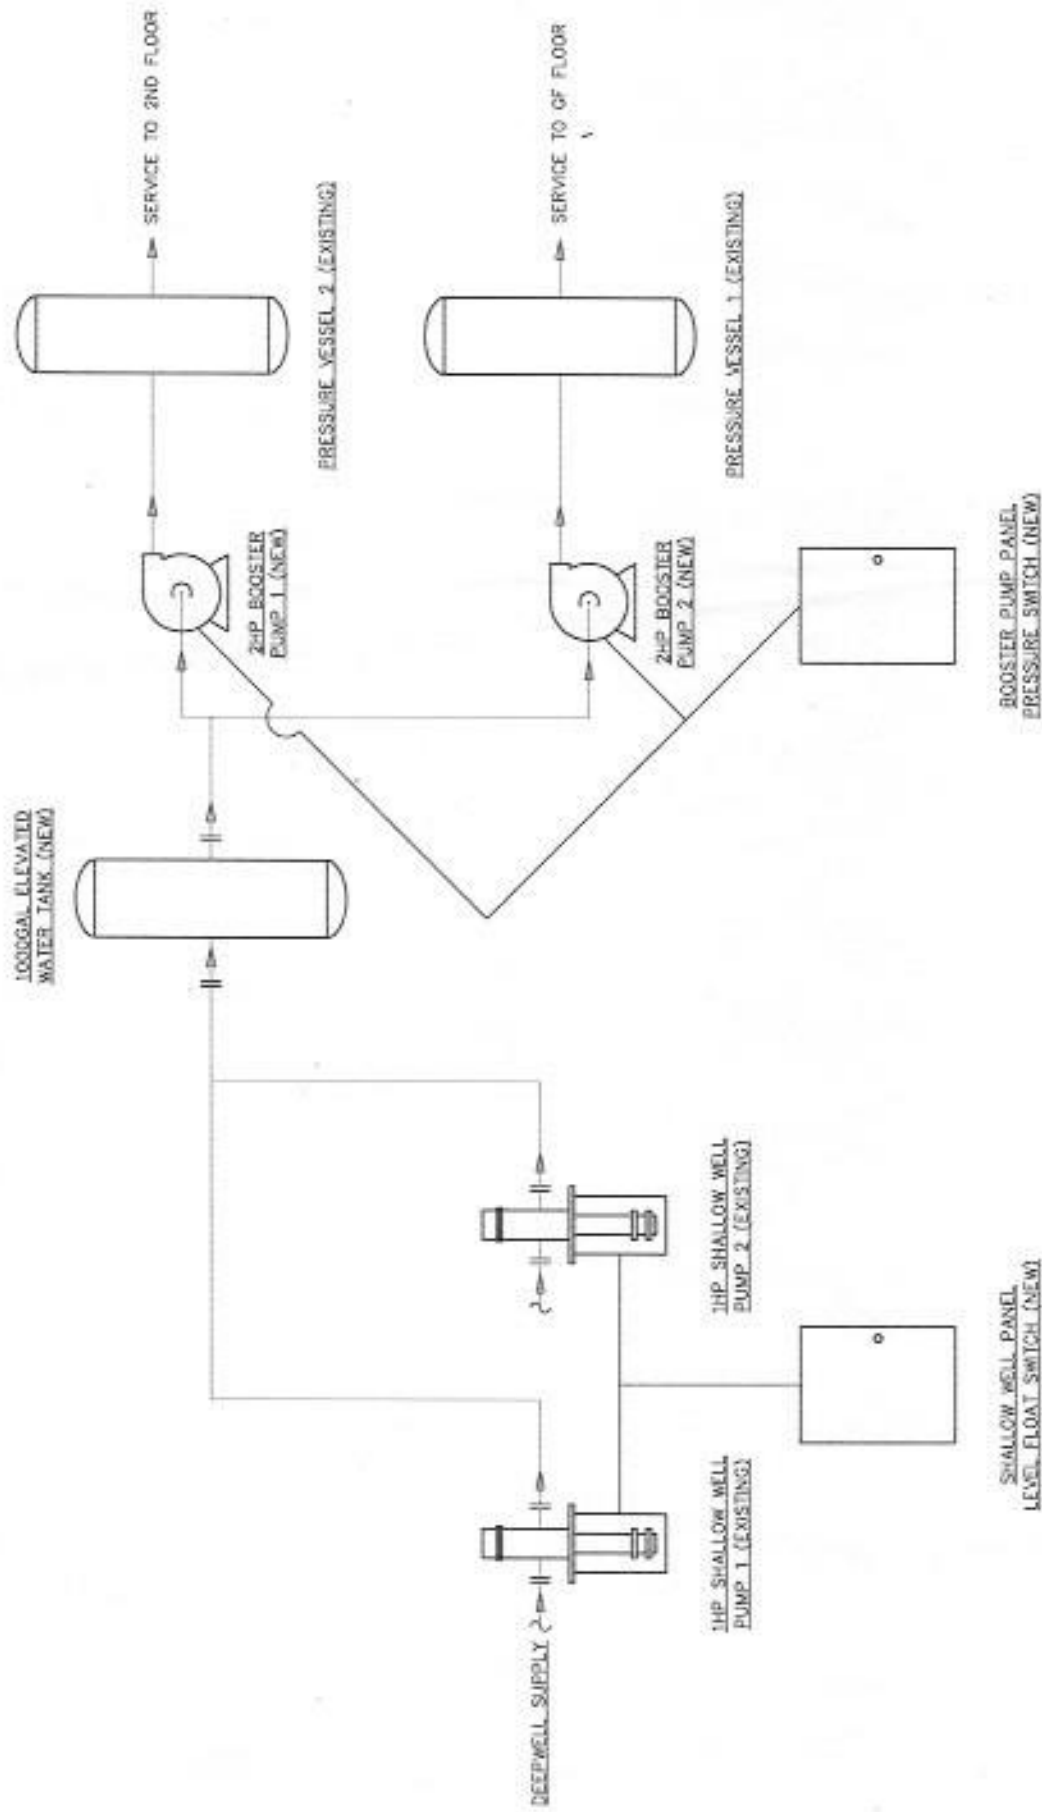 1000GAL ELEVATED
WATER TANK (NEW)
SERVICE TO 2ND FLOOR
PRESSURE VESSEL 2 (EXISTING)
2HP BOOSTER
PUMP 1 (NEW)
SERVICE TO GF FLOOR
PRESSURE VESSEL 1 (EXISTING)
2HP BOOSTER
PUMP 2 (NEW)
BOOSTER PUMP PANEL
PRESSURE SWITCH (NEW)
DEEPWELL SUPPLY
1HP SHALLOW WELL
PUMP 1 (EXISTING)
1HP SHALLOW WELL
PUMP 2 (EXISTING)
SHALLOW WELL PANEL
LEVEL FLOAT SWITCH (NEW)